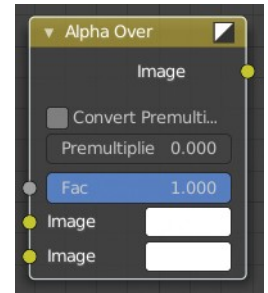 Alpha Over
Image
Convert Premulti...
Premultiplie 0.000
Fac 1.000
Image
Image